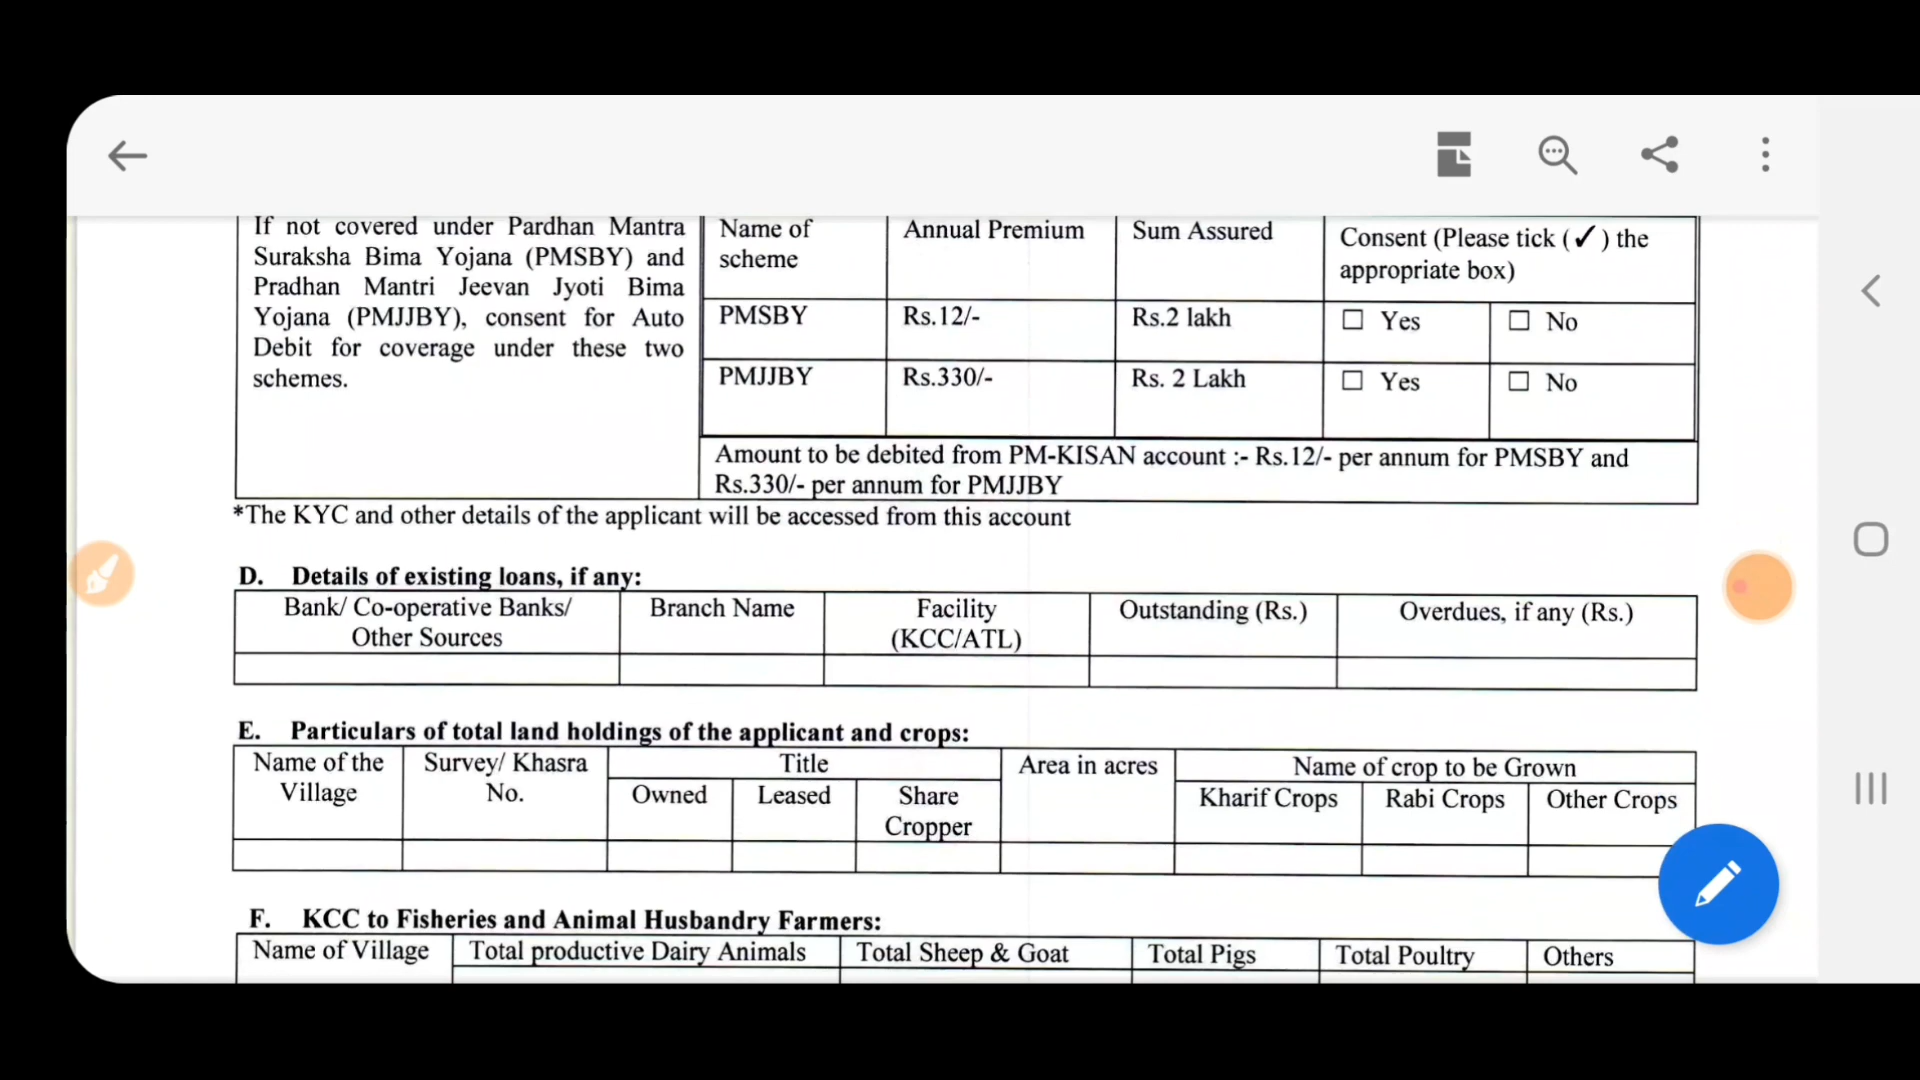 If not covered under Pardhan Mantra
Suraksha Bima Yojana (PMSBY) and
Pradhan Mantri Jeevan Jyoti Bima
Yojana (PMJJBY), consent for Auto
Debit for coverage under these two
schemes.
Name of scheme Annual Premium Sum Assured Consent (Please tick (✓) the appropriate box)
PMSBY Rs.12/- Rs.2 lakh ☐ Yes ☐ No
PMJJBY Rs.330/- Rs. 2 Lakh ☐ Yes ☐ No
Amount to be debited from PM-KISAN account :- Rs.12/- per annum for PMSBY and
Rs.330/- per annum for PMJJBY
*The KYC and other details of the applicant will be accessed from this account
D. Details of existing loans, if any:
Bank/ Co-operative Banks/ Other Sources Branch Name Facility (KCC/ATL) Outstanding (Rs.) Overdues, if any (Rs.)
E. Particulars of total land holdings of the applicant and crops:
Name of the Village Survey/ Khasra No. Title Area in acres Name of crop to be Grown
Owned Leased Share Cropper Kharif Crops Rabi Crops Other Crops
F. KCC to Fisheries and Animal Husbandry Farmers:
Name of Village Total productive Dairy Animals Total Sheep & Goat Total Pigs Total Poultry Others